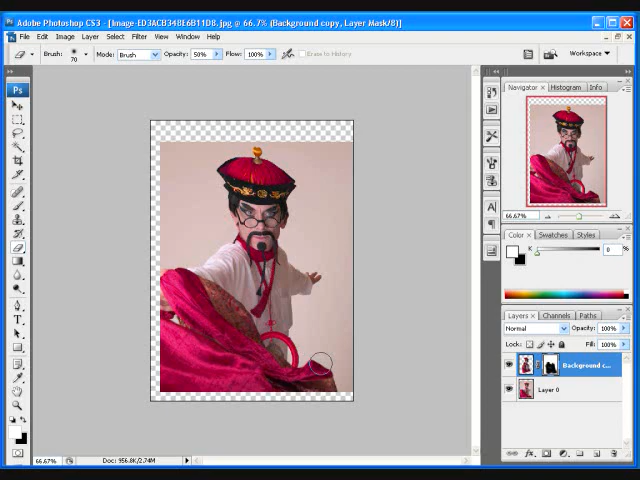 Adobe Photoshop CS3 - [Image-ED3ACB348E6B11D8.jpg @ 66.7% (Background copy, Layer Mask/8)]
File Edit Image Layer Select Filter View Window Help
Brush: 70 Mode: Brush Opacity: 50% Flow: 100% Erase to History Workspace
Ps
Navigator × Histogram Info
66.67%
Color × Swatches Styles
K 0 %
Layers × Channels Paths
Normal Opacity: 100%
Lock: Fill: 100%
Background c...
Layer 0
66.67% Doc: 956.8K/2.74M